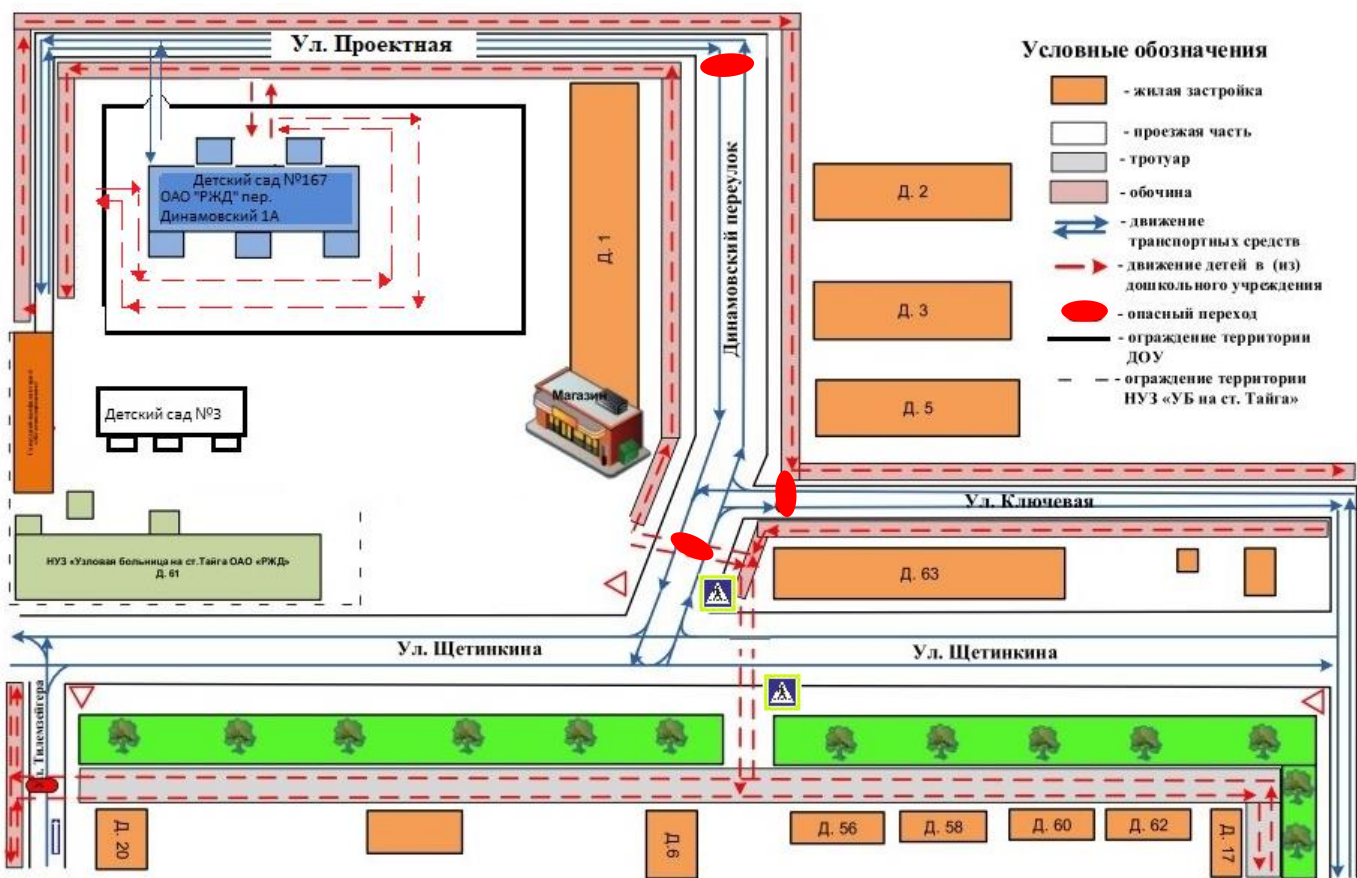 Ул. Проектная
Условные обозначения
- жилая застройка
- проезжая часть
- тротуар
- обочина
- движение
транспортных средств
- движение детей в (из)
дошкольного учреждения
- опасный переход
- ограждение территории
ДОУ
- ограждение территории
НУЗ «УБ на ст. Тайга»
Детский сад №167
ОАО "РЖД" пер.
Динамовский 1А
Д. 1
Динамовский переулок
Д. 2
Д. 3
Д. 5
Магазин
Детский сад №3
Ул. Ключевая
НУЗ «Узловая больница на ст.Тайга ОАО «РЖД»
Д. 61
Д. 63
Ул. Щетинкина
Ул. Щетинкина
Тилемзейгера
Д. 20
Д.6
Д. 56
Д. 58
Д. 60
Д. 62
Д. 17